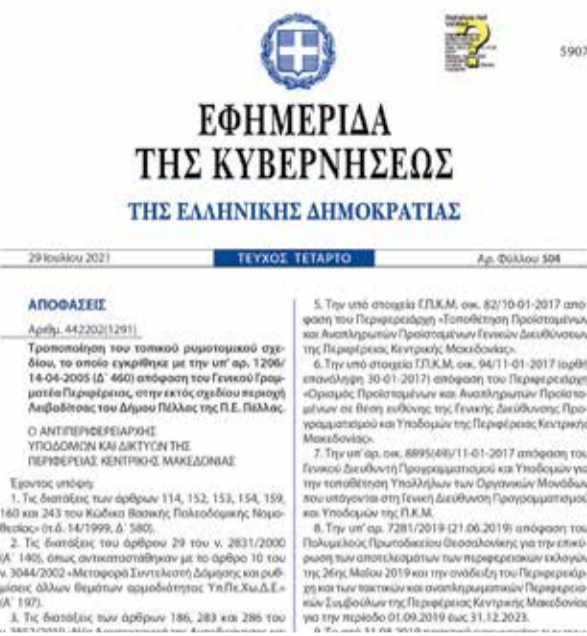 5907
ΕΦΗΜΕΡΙΔΑ
ΤΗΣ ΚΥΒΕΡΝΗΣΕΩΣ
ΤΗΣ ΕΛΛΗΝΙΚΗΣ ΔΗΜΟΚΡΑΤΙΑΣ
29 Ιουλίου 2021
ΤΕΥΧΟΣ ΤΕΤΑΡΤΟ
Αρ. Φύλλου 504
ΑΠΟΦΑΣΕΙΣ
Αριθμ. 442202(1291)
Τροποποίηση του τοπικού ρυμοτομικού σχε-
δίου, το οποίο εγκρίθηκε με την υπ' αρ. 1206/
14-04-2005 (Δ' 460) απόφαση του Γενικού Γραμ-
ματέα Περιφέρειας, στην εκτός σχεδίου περιοχή
Λειβαδίτσας του Δήμου Πέλλας της Π.Ε. Πέλλας.
Ο ΑΝΤΙΠΕΡΙΦΕΡΕΙΑΡΧΗΣ
ΥΠΟΔΟΜΩΝ ΚΑΙ ΔΙΚΤΥΩΝ ΤΗΣ
ΠΕΡΙΦΕΡΕΙΑΣ ΚΕΝΤΡΙΚΗΣ ΜΑΚΕΔΟΝΙΑΣ
Έχοντας υπόψη:
1. Τις διατάξεις των άρθρων 114, 152, 153, 154, 159,
160 και 243 του Κώδικα Βασικής Πολεοδομικής Νομο-
θεσίας» (π.δ. 14/1999, Δ' 580).
2. Τις διατάξεις του άρθρου 29 του ν. 2831/2000
(Α' 140), όπως αντικαταστάθηκαν με το άρθρο 10 του
ν. 3044/2002 «Μεταφορά Συντελεστή Δόμησης και ρυθ-
μίσεις άλλων θεμάτων αρμοδιότητας Υπ.Πε.Χω.Δ.Ε.»
(Α' 197).
3. Τις διατάξεις των άρθρων 186, 283 και 286 του
5. Την υπό στοιχεία Γ.Π.Κ.Μ. οικ. 82/10-01-2017 από-
φαση του Περιφερειάρχη «Τοποθέτηση Προϊσταμένων
και Αναπληρωτών Προϊσταμένων Γενικών Διευθύνσεων
της Περιφέρειας Κεντρικής Μακεδονίας».
6. Την υπό στοιχεία Γ.Π.Κ.Μ. οικ. 94/11-01-2017 (ορθή
επανάληψη 30-01-2017) απόφαση του Περιφερειάρχη
«Ορισμός Προϊσταμένων και Αναπληρωτών Προϊστα-
μένων σε θέση ευθύνης της Γενικής Διεύθυνσης Προ-
γραμματισμού και Υποδομών της Περιφέρειας Κεντρικής
Μακεδονίας».
7. Την υπ' αρ. οικ. 8895(49)/11-01-2017 απόφαση του
Γενικού Διευθυντή Προγραμματισμού και Υποδομών για
την τοποθέτηση Υπαλλήλων των Οργανικών Μονάδων
που υπάγονται στη Γενική Διεύθυνση Προγραμματισμού
και Υποδομών.
8. Την υπ' αρ. 7281/2019 (21.06.2019) απόφαση του
Πολυμελούς Πρωτοδικείου Θεσσαλονίκης για την επικύ-
ρωση των αποτελεσμάτων των περιφερειακών εκλογών
της 26ης Μαΐου 2019 και την ανάδειξη του Περιφερειάρ-
χη και των τακτικών και αναπληρωματικών Περιφερεια-
κών Συμβούλων της Περιφέρειας Κεντρικής Μακεδονίας
για την περίοδο 01.09.2019 έως 31.12.2023.